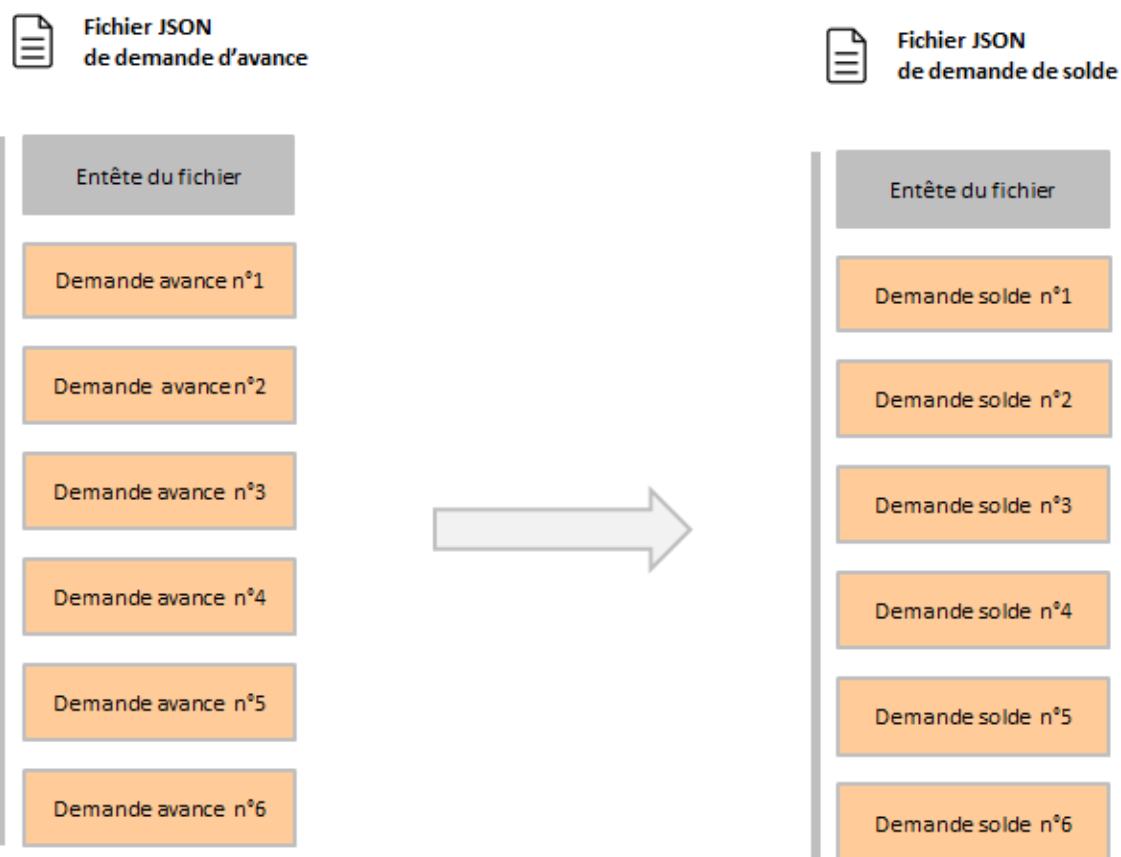 Fichier JSON
de demande d'avance
Entête du fichier
Demande avance n°1
Demande avance n°2
Demande avance n°3
Demande avance n°4
Demande avance n°5
Demande avance n°6
Fichier JSON
de demande de solde
Entête du fichier
Demande solde n°1
Demande solde n°2
Demande solde n°3
Demande solde n°4
Demande solde n°5
Demande solde n°6